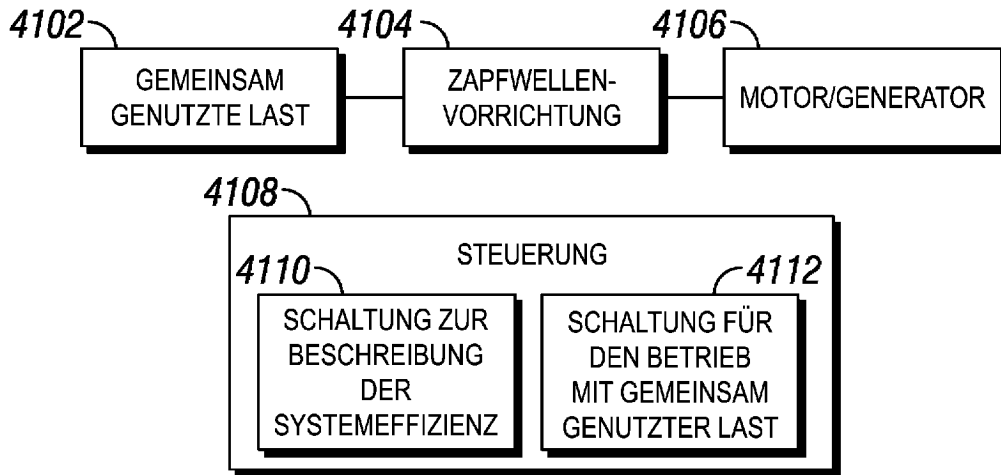 4102
GEMEINSAM
GENUTZTE LAST
4104
ZAPFWELLEN-
VORRICHTUNG
4106
MOTOR/GENERATOR
4108
STEUERUNG
4110
SCHALTUNG ZUR
BESCHREIBUNG
DER
SYSTEMEFFIZIENZ
4112
SCHALTUNG FÜR
DEN BETRIEB
MIT GEMEINSAM
GENUTZTER LAST